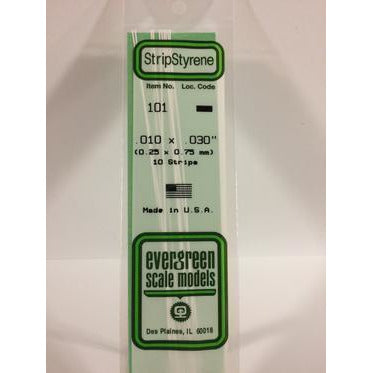 StripStyrene
Item No. Loc. Code
101
.010 x .030"
(0.25 x 0.75 mm)
10 Strips
Made in U.S.A.
evergreen
scale models
Des Plaines, IL 60018